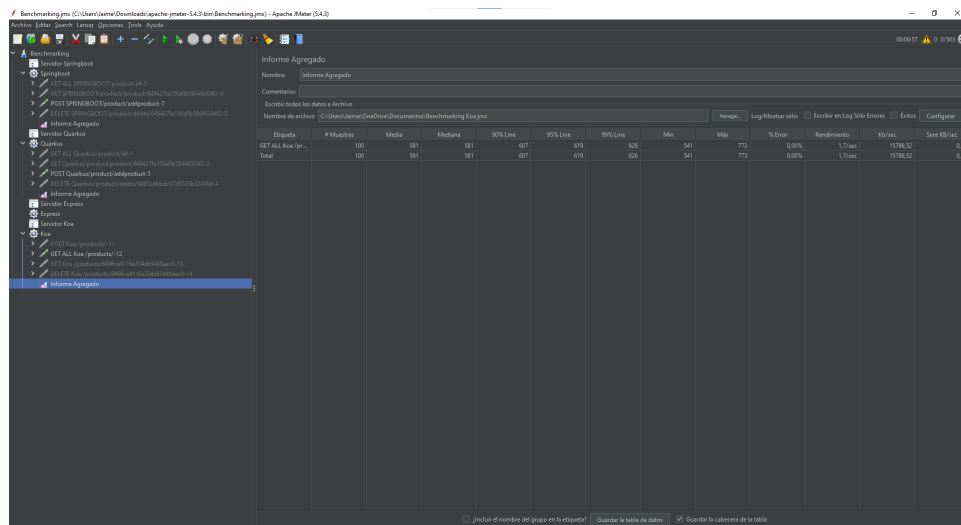 Benchmarking.jmx (C:\Users\Jaime\Downloads\apache-jmeter-5.4.3\bin\Benchmarking.jmx) - Apache JMeter (5.4.3)
Archivo Editar Search Lanzar Opciones Tools Ayuda
00:00:57 0 0/503
Benchmarking
Servidor Springboot
Springboot
GET ALL SPRINGBOOT/product/all-5
POST SPRINGBOOT/product/addproduct-7
Informe Agregado
Servidor Quarkus
Quarkus
GET ALL Quarkus/product/all-1
POST Quarkus/product/addproduct-3
Informe Agregado
Servidor Express
Express
Servidor Koa
Koa
POST Koa /products/-11
GET ALL Koa /products/-12
Informe Agregado
Informe Agregado
Nombre: Informe Agregado
Comentarios
Escribir todos los datos a Archivo
Nombre de archivo C:\Users\Jaime\OneDrive\Documentos\Benchmarking Koa.jmx Navegar... Log/Mostrar sólo: Escribir en Log Sólo Errores Éxitos Configurar
Etiqueta # Muestras Media Mediana 90% Line 95% Line 99% Line Mín Máx % Error Rendimiento Kb/sec Sent KB/sec
GET ALL Koa /pr... 100 581 581 607 619 628 541 773 0,00% 1,7/sec 15786,52 0,
Total 100 581 581 607 619 628 541 773 0,00% 1,7/sec 15786,52 0,
¿Incluir el nombre del grupo en la etiqueta? Guardar la tabla de datos Guardar la cabecera de la tabla